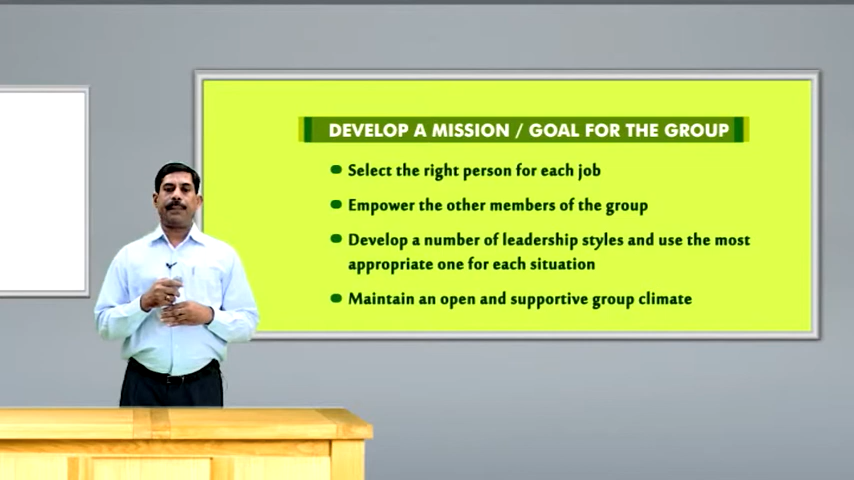 DEVELOP A MISSION / GOAL FOR THE GROUP
Select the right person for each job
Empower the other members of the group
Develop a number of leadership styles and use the most
appropriate one for each situation
Maintain an open and supportive group climate